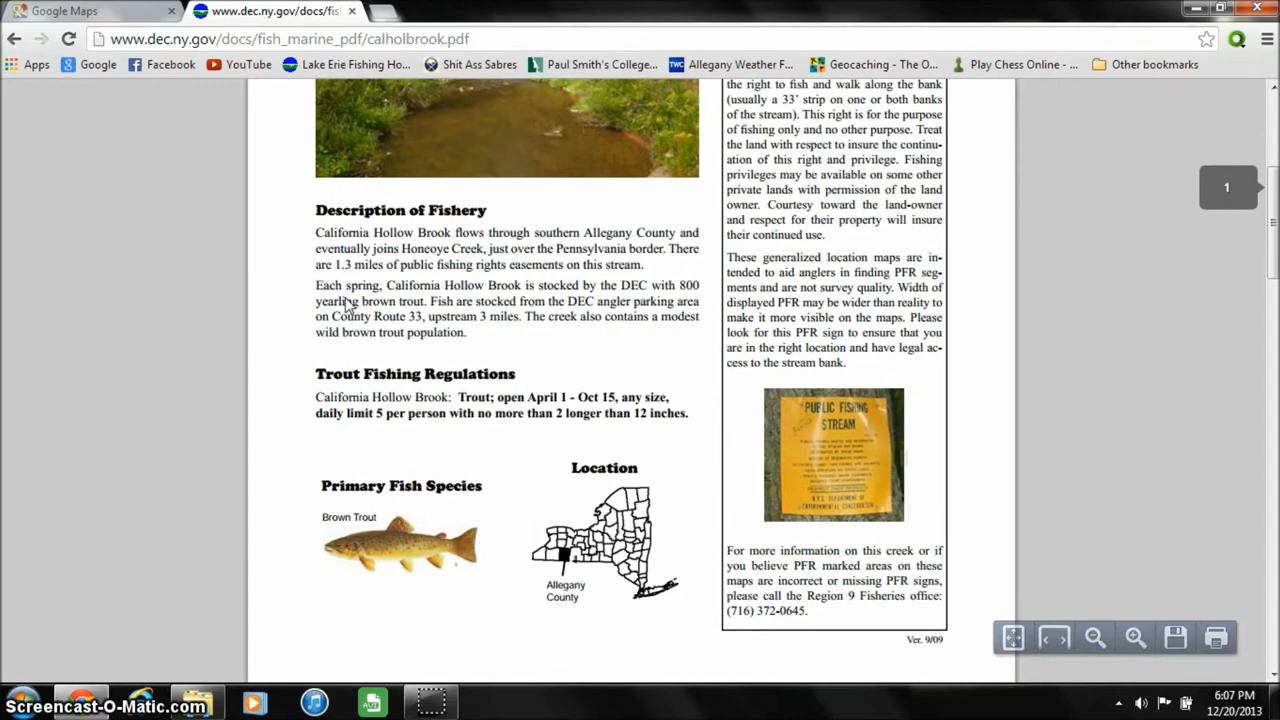 Google Maps
www.dec.ny.gov/docs/fis
www.dec.ny.gov/docs/fish_marine_pdf/calholbrook.pdf
Apps
Google
Facebook
YouTube
Lake Erie Fishing Ho...
Shit Ass Sabres
Paul Smith's College...
Allegany Weather F...
Geocaching - The O...
Play Chess Online - ...
Other bookmarks
Description of Fishery
California Hollow Brook flows through southern Allegany County and
eventually joins Honeoye Creek, just over the Pennsylvania border. There
are 1.3 miles of public fishing rights easements on this stream.
Each spring, California Hollow Brook is stocked by the DEC with 800
yearling brown trout. Fish are stocked from the DEC angler parking area
on County Route 33, upstream 3 miles. The creek also contains a modest
wild brown trout population.
Trout Fishing Regulations
California Hollow Brook: Trout; open April 1 - Oct 15, any size,
daily limit 5 per person with no more than 2 longer than 12 inches.
Primary Fish Species
Brown Trout
Location
Allegany
County
the right to fish and walk along the bank
(usually a 33' strip on one or both banks
of the stream). This right is for the purpose
of fishing only and no other purpose. Treat
the land with respect to insure the continu-
ation of this right and privilege. Fishing
privileges may be available on some other
private lands with permission of the land
owner. Courtesy toward the land-owner
and respect for their property will insure
their continued use.
These generalized location maps are in-
tended to aid anglers in finding PFR seg-
ments and are not survey quality. Width of
displayed PFR may be wider than reality to
make it more visible on the maps. Please
look for this PFR sign to ensure that you
are in the right location and have legal ac-
cess to the stream bank.
PUBLIC FISHING
STREAM
N.Y.S. DEPARTMENT OF
ENVIRONMENTAL CONSERVATION
For more information on this creek or if
you believe PFR marked areas on these
maps are incorrect or missing PFR signs,
please call the Region 9 Fisheries office:
(716) 372-0645.
Ver. 9/09
1
Screencast-O-Matic.com
6:07 PM
12/20/2013